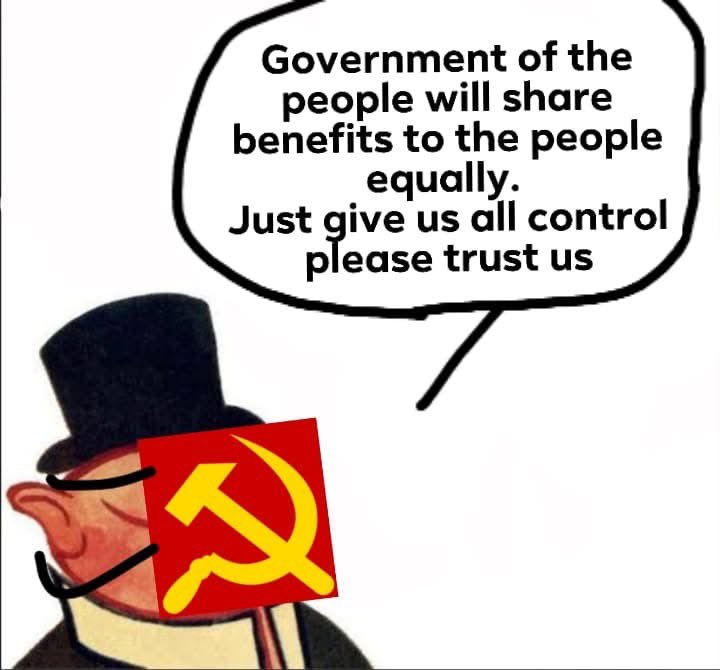 Government of the
people will share
benefits to the people
equally.
Just give us all control
please trust us